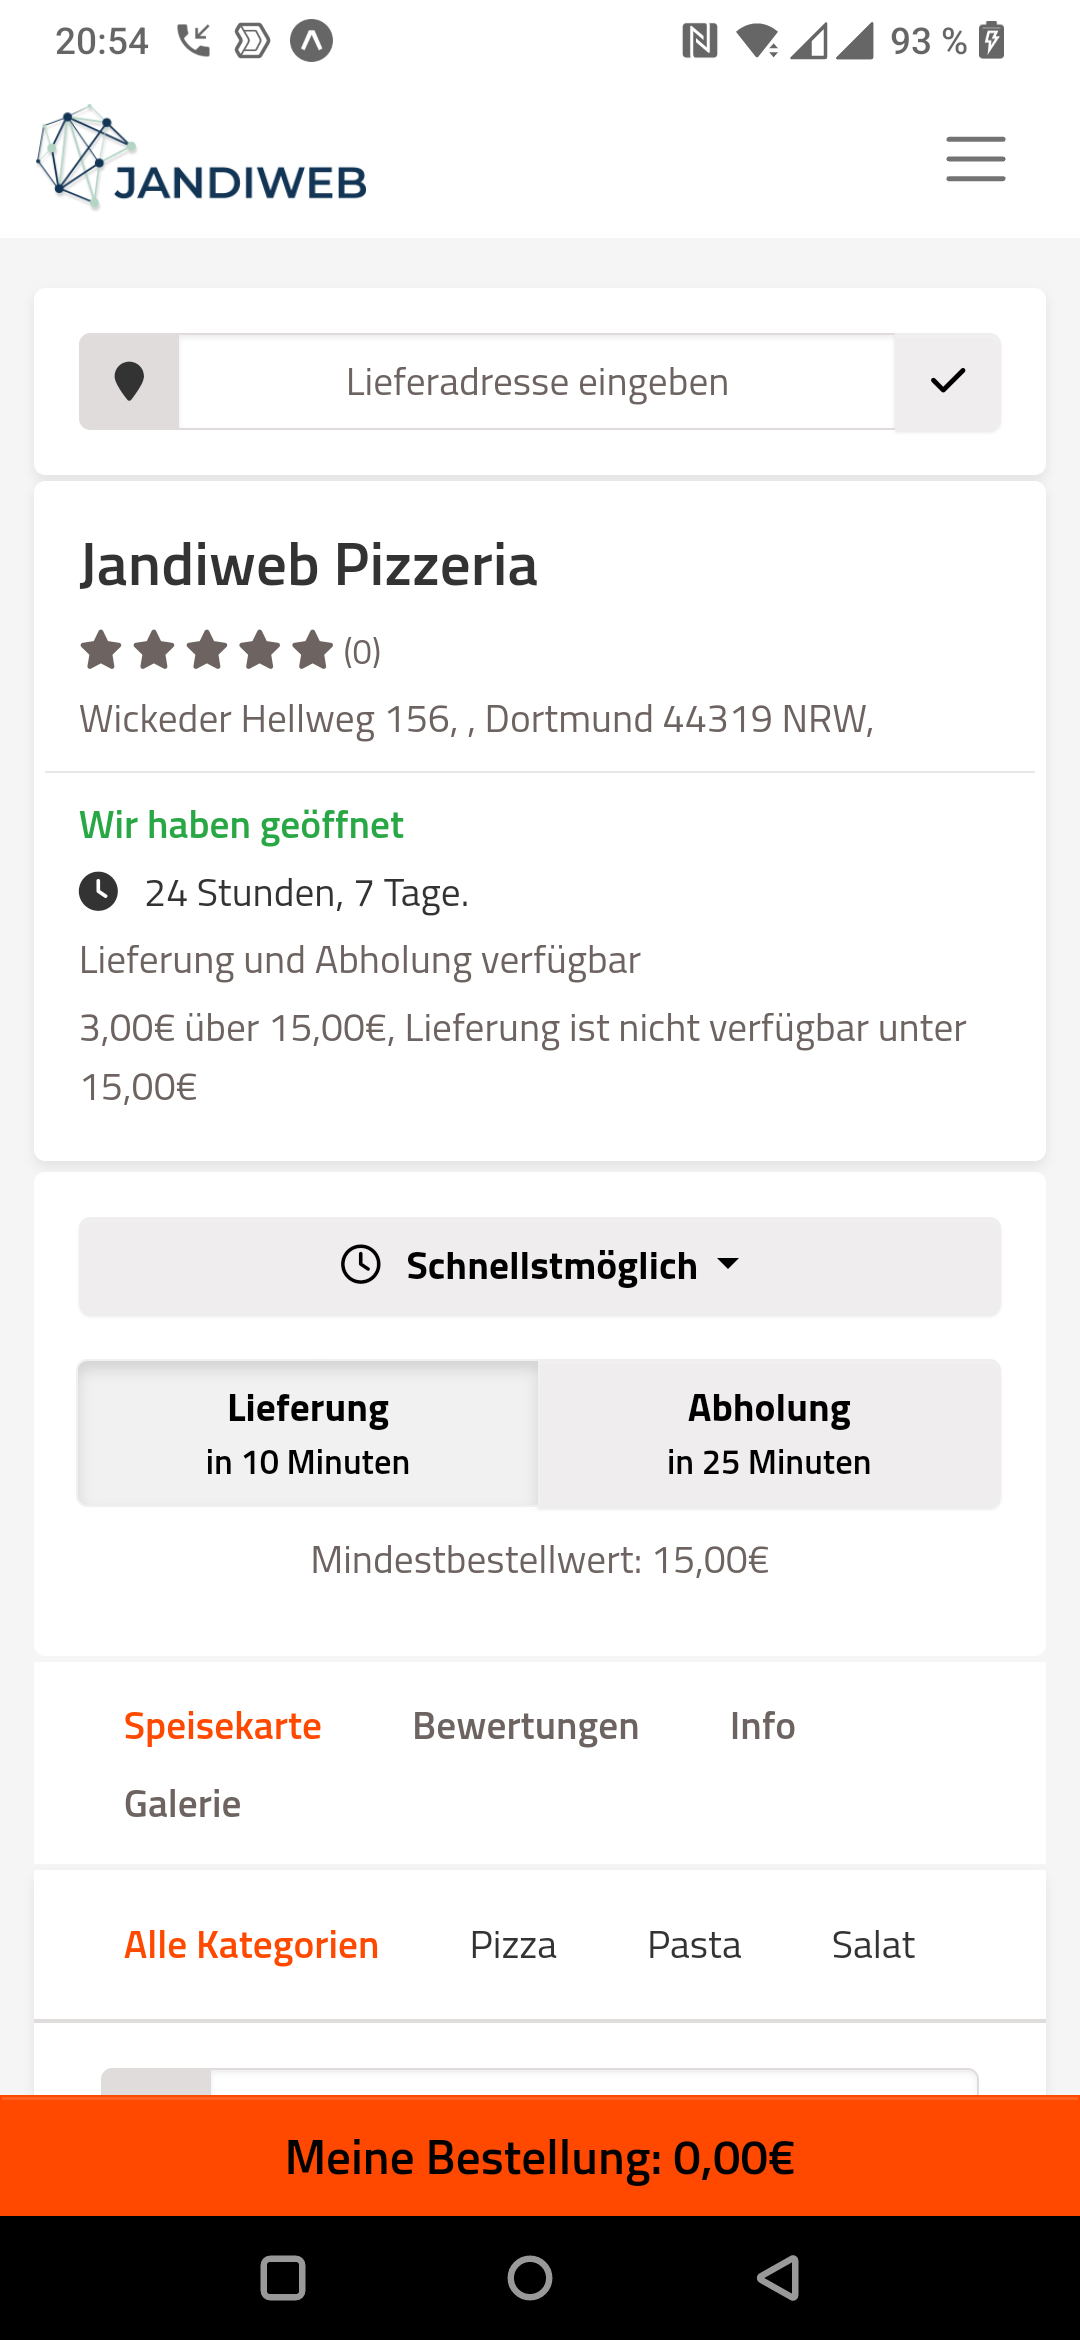 20:54
93 %
JANDIWEB
Lieferadresse eingeben
Jandiweb Pizzeria
(0)
Wickeder Hellweg 156, , Dortmund 44319 NRW,
Wir haben geöffnet
24 Stunden, 7 Tage.
Lieferung und Abholung verfügbar
3,00€ über 15,00€, Lieferung ist nicht verfügbar unter
15,00€
Schnellstmöglich
Lieferung
in 10 Minuten
Abholung
in 25 Minuten
Mindestbestellwert: 15,00€
Speisekarte Bewertungen Info
Galerie
Alle Kategorien Pizza Pasta Salat
Meine Bestellung: 0,00€